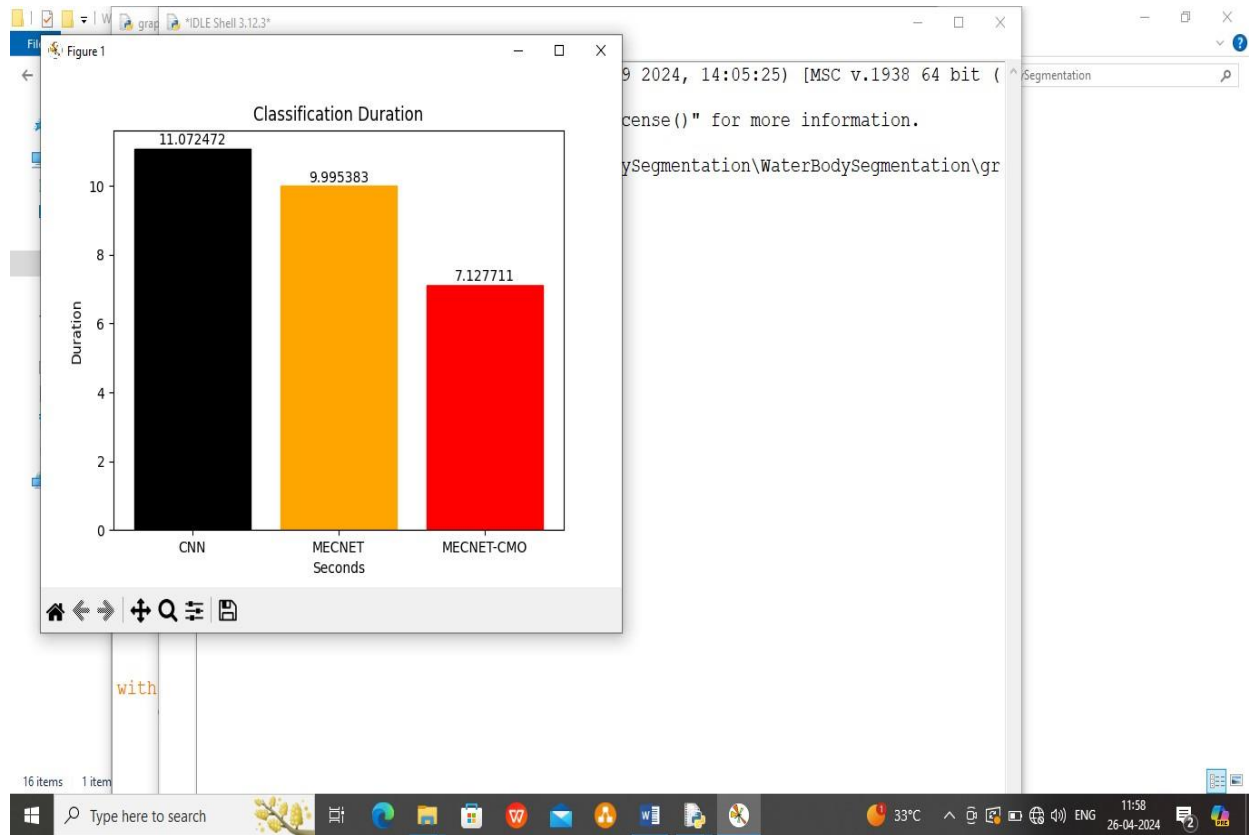 grap
*IDLE Shell 3.12.3*
Figure 1
9 2024, 14:05:25) [MSC v.1938 64 bit (
Segmentation
cense()" for more information.
ySegmentation\WaterBodySegmentation\gr
Classification Duration
11.072472
9.995383
7.127711
10
8
6
4
2
0
Duration
CNN MECNET MECNET-CMO
Seconds
with
16 items 1 item
Type here to search
33°C
ENG
11:58
26-04-2024
2
PRE